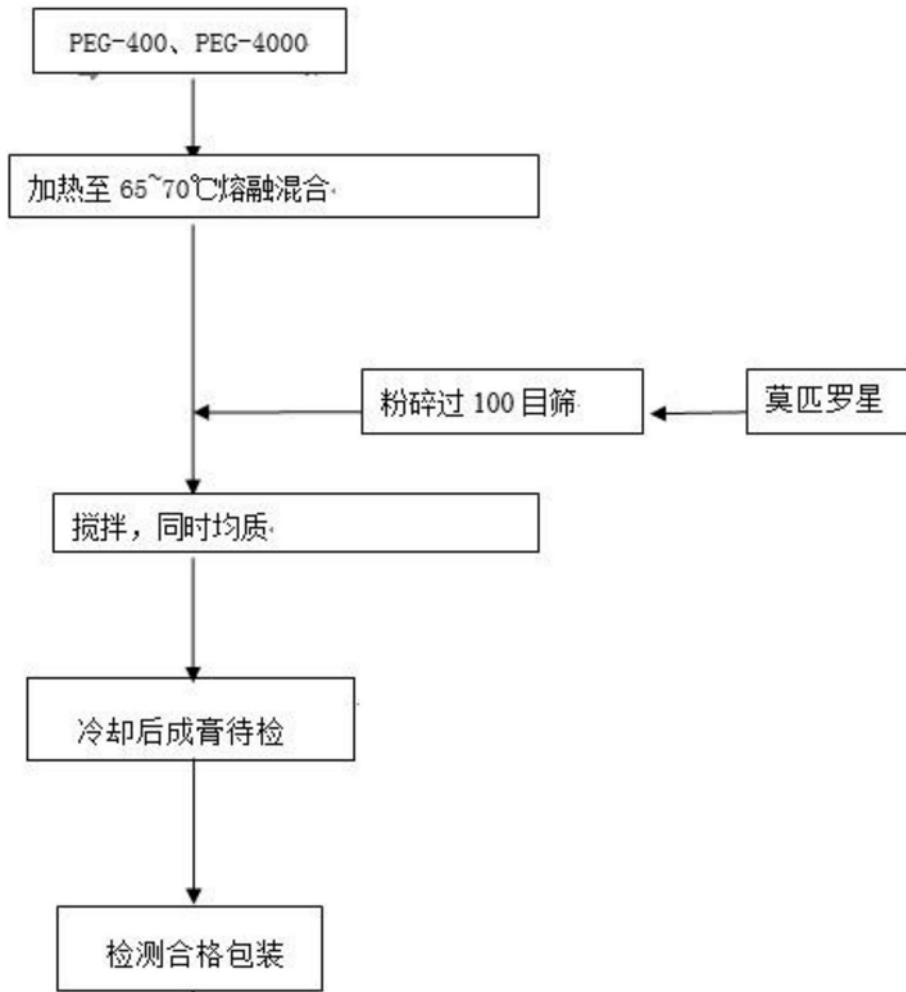 PEG-400、PEG-4000
加热至 65~70℃熔融混合
粉碎过 100 目筛
莫匹罗星
搅拌，同时均质
冷却后成膏待检
检测合格包装